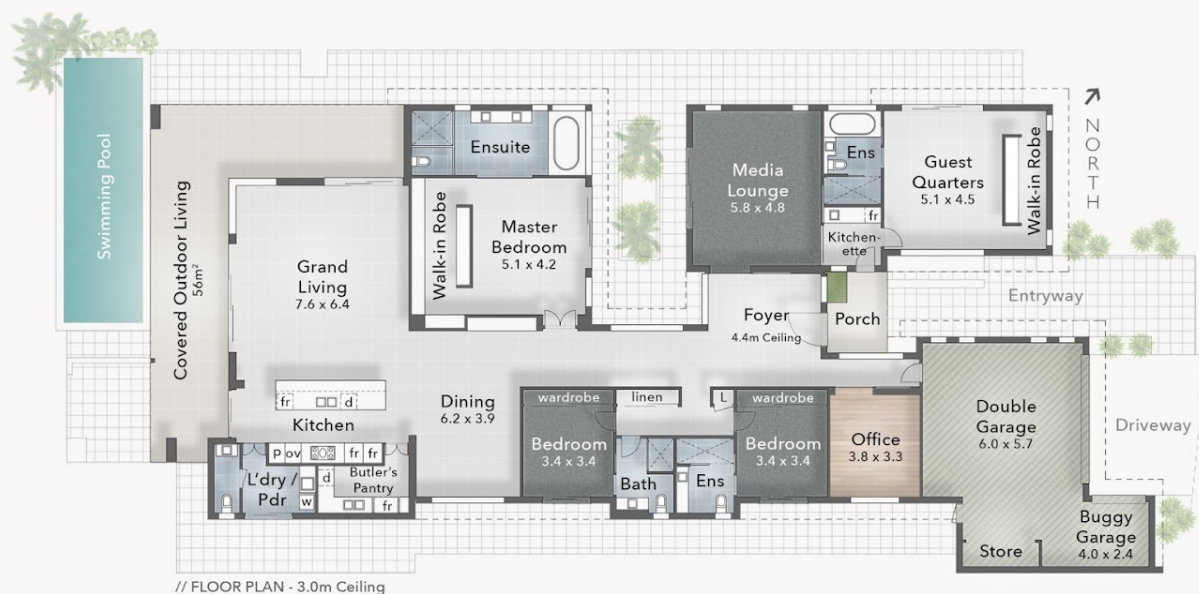 Swimming Pool
Covered Outdoor Living
56m²
Grand
Living
7.6 x 6.4
Ensuite
Walk-in Robe
Master
Bedroom
5.1 x 4.2
Media
Lounge
5.8 x 4.8
Ens
fr
Kitchen-
ette
Guest
Quarters
5.1 x 4.5
Walk-in Robe
NORTH
Entryway
Foyer
4.4m Ceiling
Porch
fr
d
Kitchen
Dining
6.2 x 3.9
p
ov
fr
fr
L'dry /
Pdr
w
d
Butler's
Pantry
fr
wardrobe
Bedroom
3.4 x 3.4
linen
L
Bath
Ens
wardrobe
Bedroom
3.4 x 3.4
Office
3.8 x 3.3
Double
Garage
6.0 x 5.7
Driveway
Buggy
Garage
4.0 x 2.4
Store
// FLOOR PLAN - 3.0m Ceiling